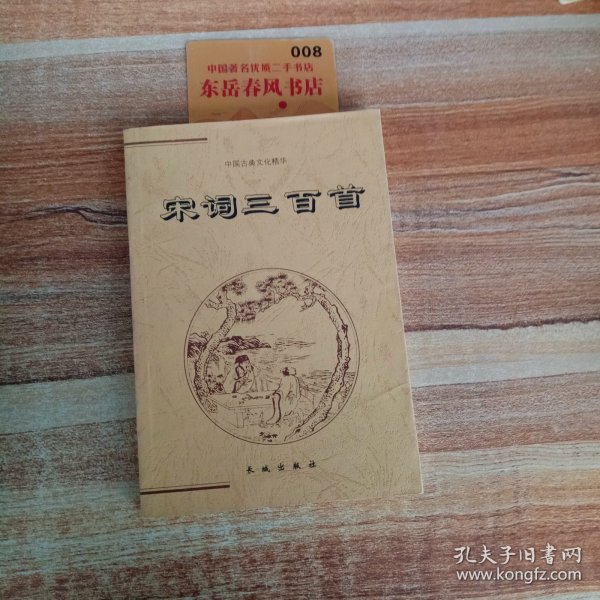 008
中国著名优质二手书店
东岳春风书店
中国古典文化精华
宋词三百首
长城出版社
孔夫子旧书网
www.kongfz.com